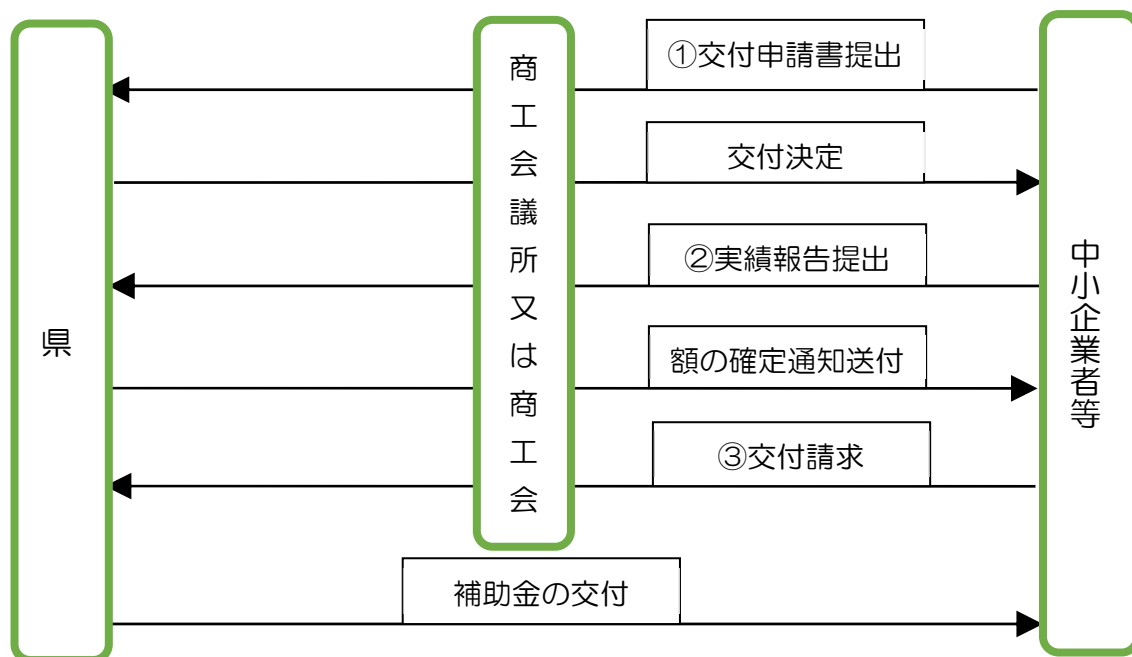 県
商工会議所又は商工会
中小企業者等
①交付申請書提出
交付決定
②実績報告提出
額の確定通知送付
③交付請求
補助金の交付